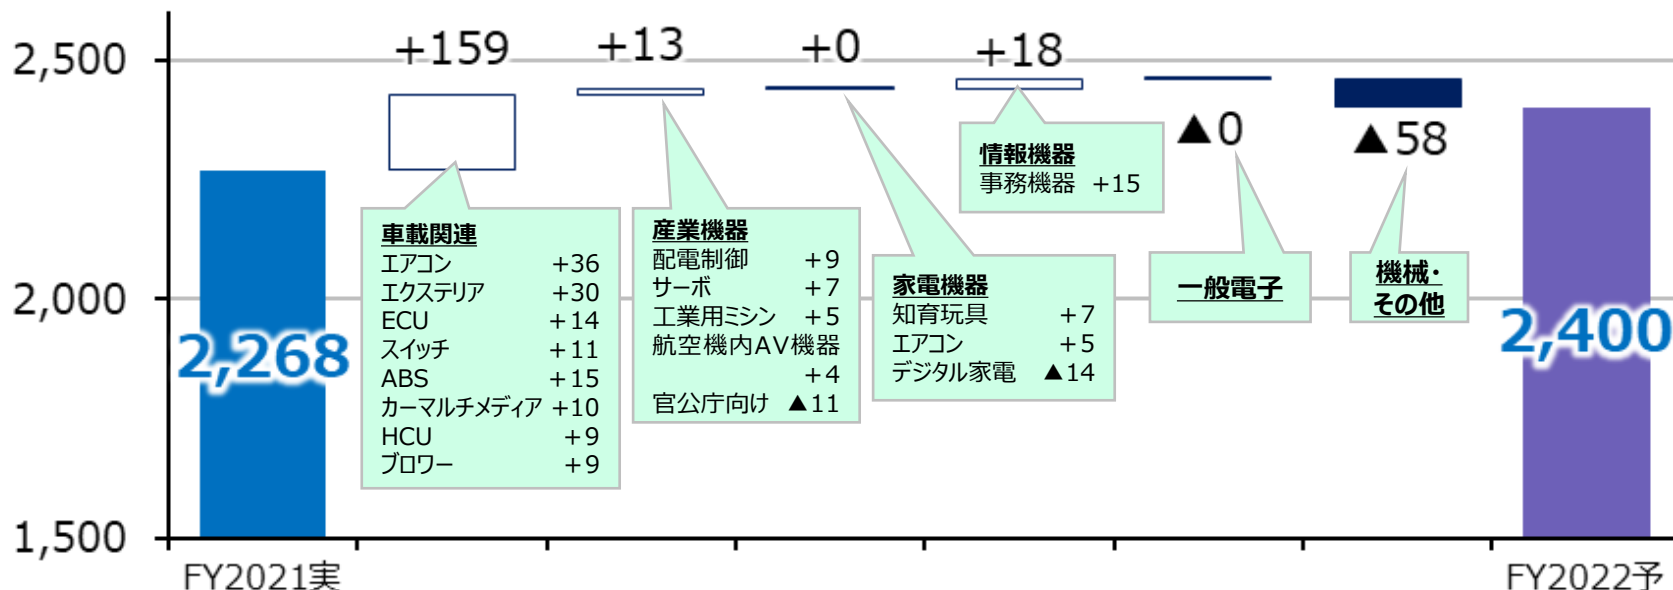 2,500
2,000
1,500
+159
+13
+0
+18
▲0
▲58
2,268
2,400
車載関連
エアコン +36
エクステリア +30
ECU +14
スイッチ +11
ABS +15
カーマルチメディア +10
HCU +9
ブロワー +9
産業機器
配電制御 +9
サーボ +7
工業用ミシン +5
航空機内AV機器
+4
官公庁向け ▲11
家電機器
知育玩具 +7
エアコン +5
デジタル家電 ▲14
情報機器
事務機器 +15
一般電子
機械・
その他
FY2021実
FY2022予